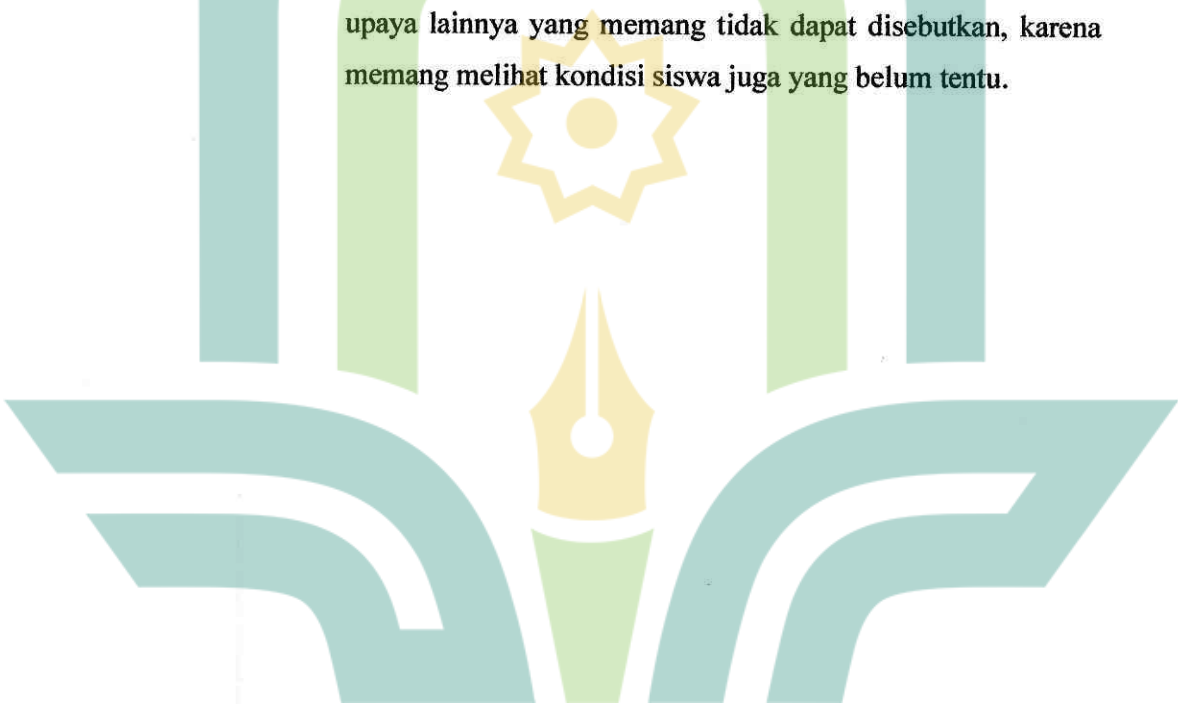 upaya lainnya yang memang tidak dapat disebutkan, karena
memang melihat kondisi siswa juga yang belum tentu.